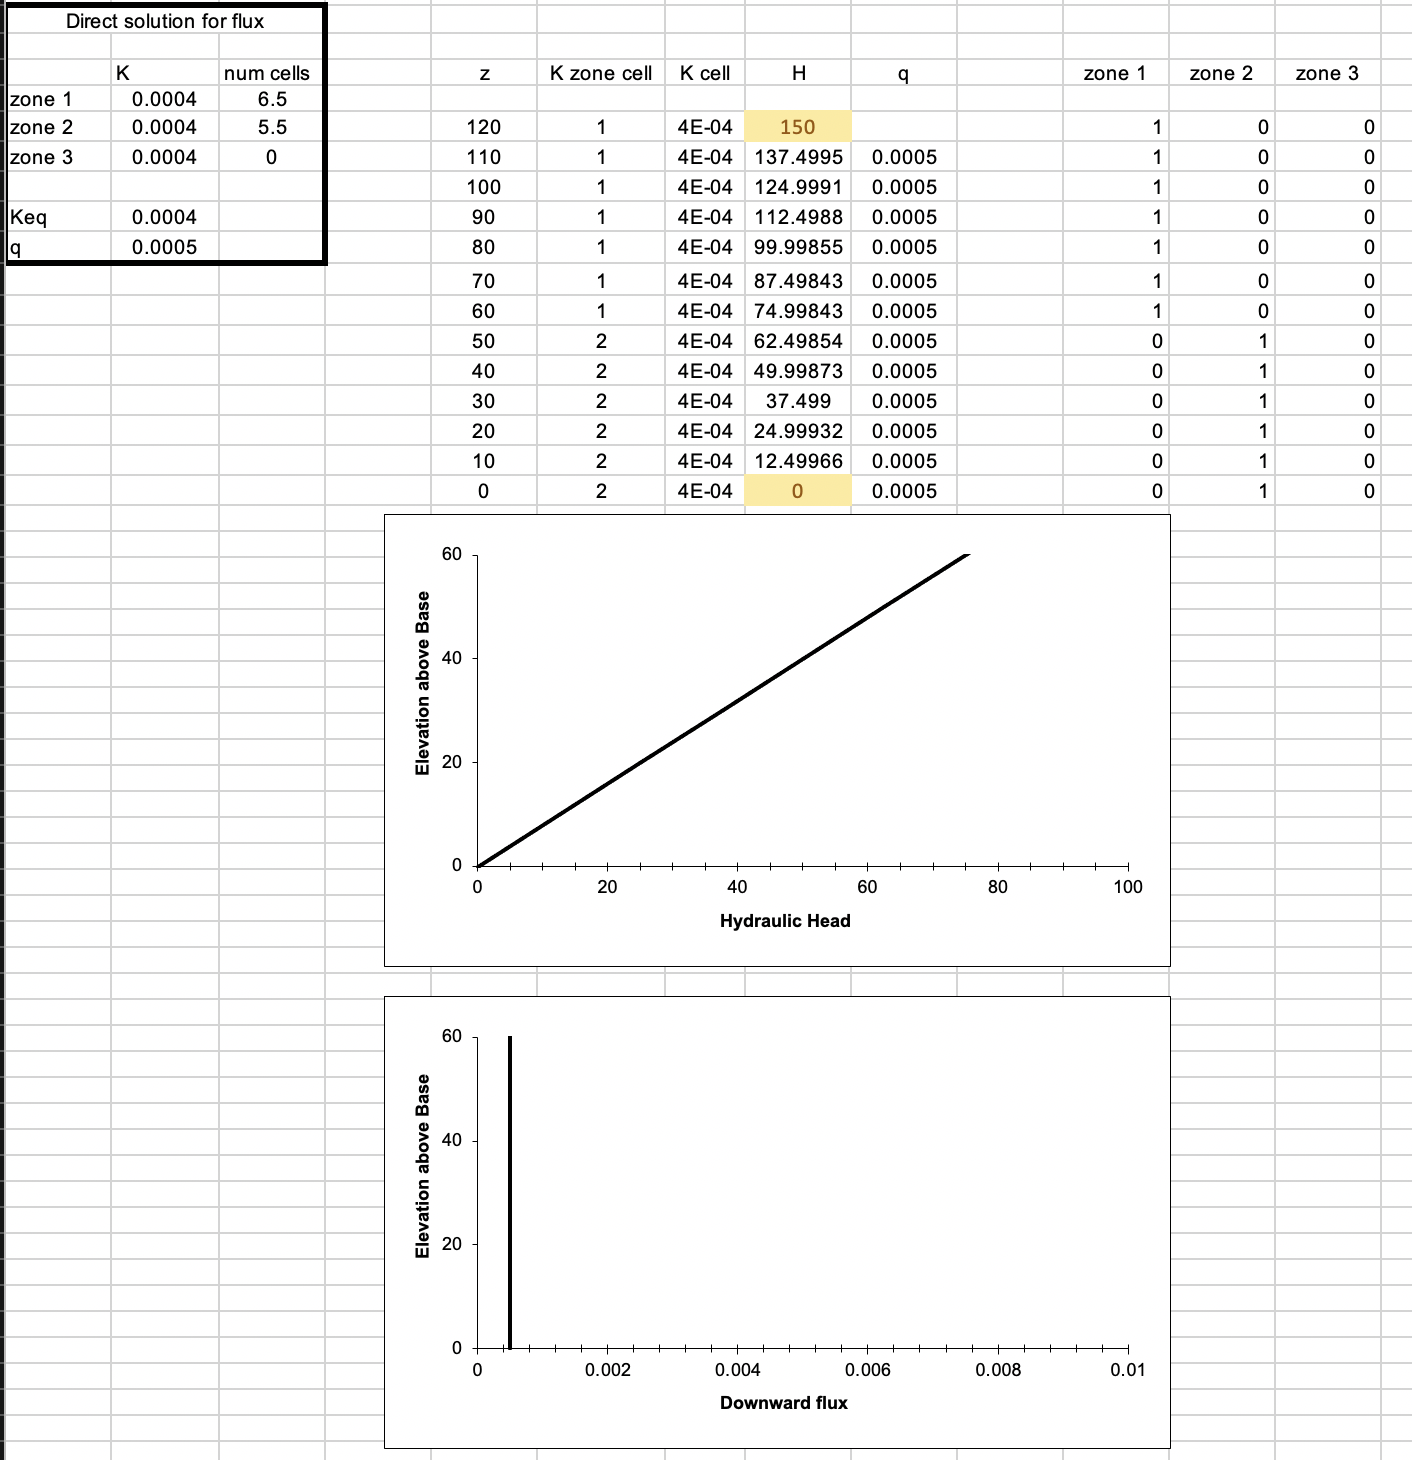 Direct solution for flux
K num cells z K zone cell K cell H q zone 1 zone 2 zone 3
zone 1 0.0004 6.5
zone 2 0.0004 5.5 120 1 4E-04 150 1 0 0
zone 3 0.0004 0 110 1 4E-04 137.4995 0.0005 1 0 0
100 1 4E-04 124.9991 0.0005 1 0 0
Keq 0.0004 90 1 4E-04 112.4988 0.0005 1 0 0
q 0.0005 80 1 4E-04 99.99855 0.0005 1 0 0
70 1 4E-04 87.49843 0.0005 1 0 0
60 1 4E-04 74.99843 0.0005 1 0 0
50 2 4E-04 62.49854 0.0005 0 1 0
40 2 4E-04 49.99873 0.0005 0 1 0
30 2 4E-04 37.499 0.0005 0 1 0
20 2 4E-04 24.99932 0.0005 0 1 0
10 2 4E-04 12.49966 0.0005 0 1 0
0 2 4E-04 0 0.0005 0 1 0
Elevation above Base
60
40
20
0
0 20 40 60 80 100
Hydraulic Head
Elevation above Base
60
40
20
0
0 0.002 0.004 0.006 0.008 0.01
Downward flux